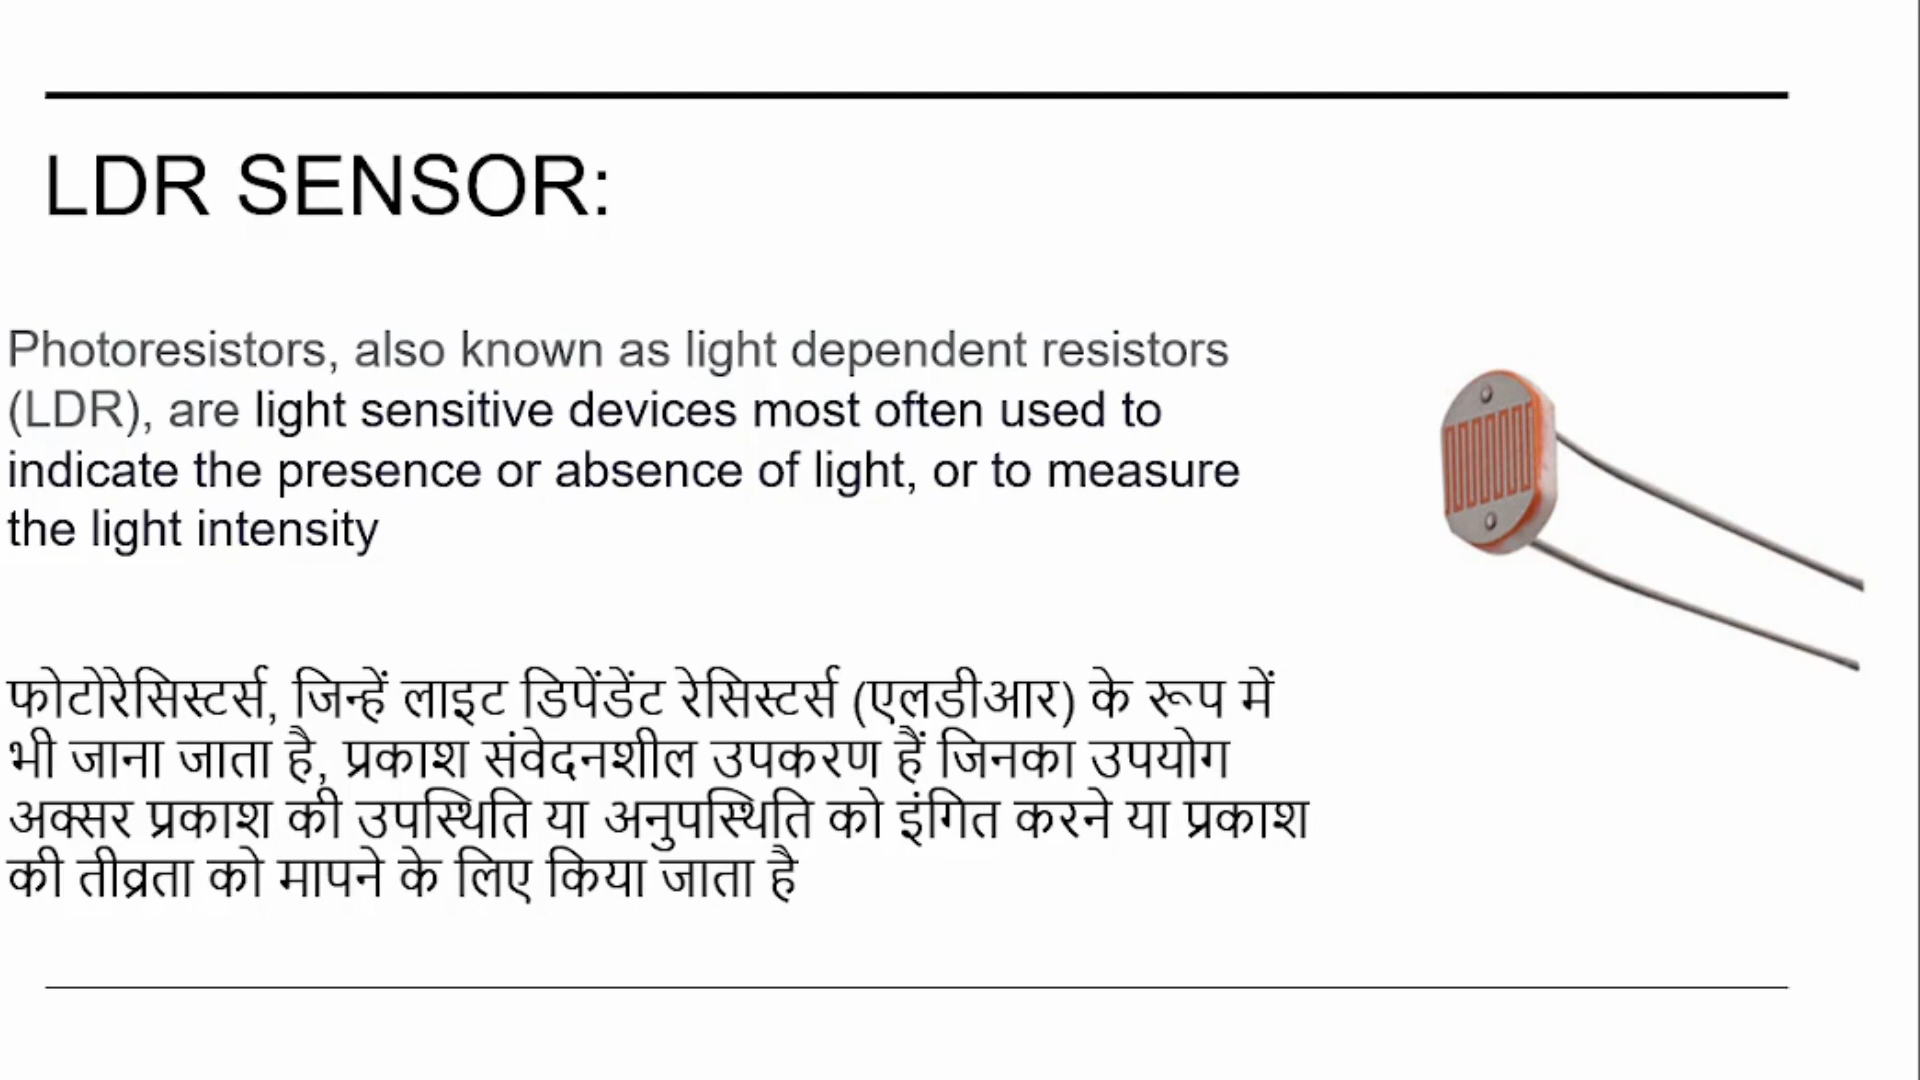 LDR SENSOR:
Photoresistors, also known as light dependent resistors
(LDR), are light sensitive devices most often used to
indicate the presence or absence of light, or to measure
the light intensity
फोटोरेसिस्टर्स, जिन्हें लाइट डिपेंडेंट रेसिस्टर्स (एलडीआर) के रूप में
भी जाना जाता है, प्रकाश संवेदनशील उपकरण हैं जिनका उपयोग
अक्सर प्रकाश की उपस्थिति या अनुपस्थिति को इंगित करने या प्रकाश
की तीव्रता को मापने के लिए किया जाता है